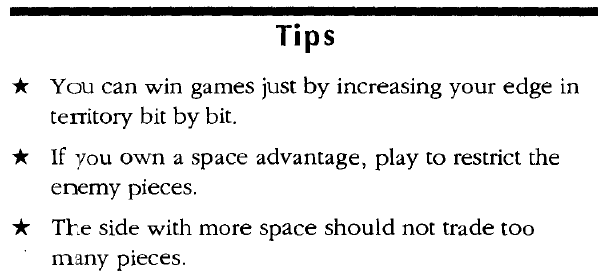 Tips
★ You can win games just by increasing your edge in
territory bit by bit.
★ If you own a space advantage, play to restrict the
enemy pieces.
★ The side with more space should not trade too
many pieces.